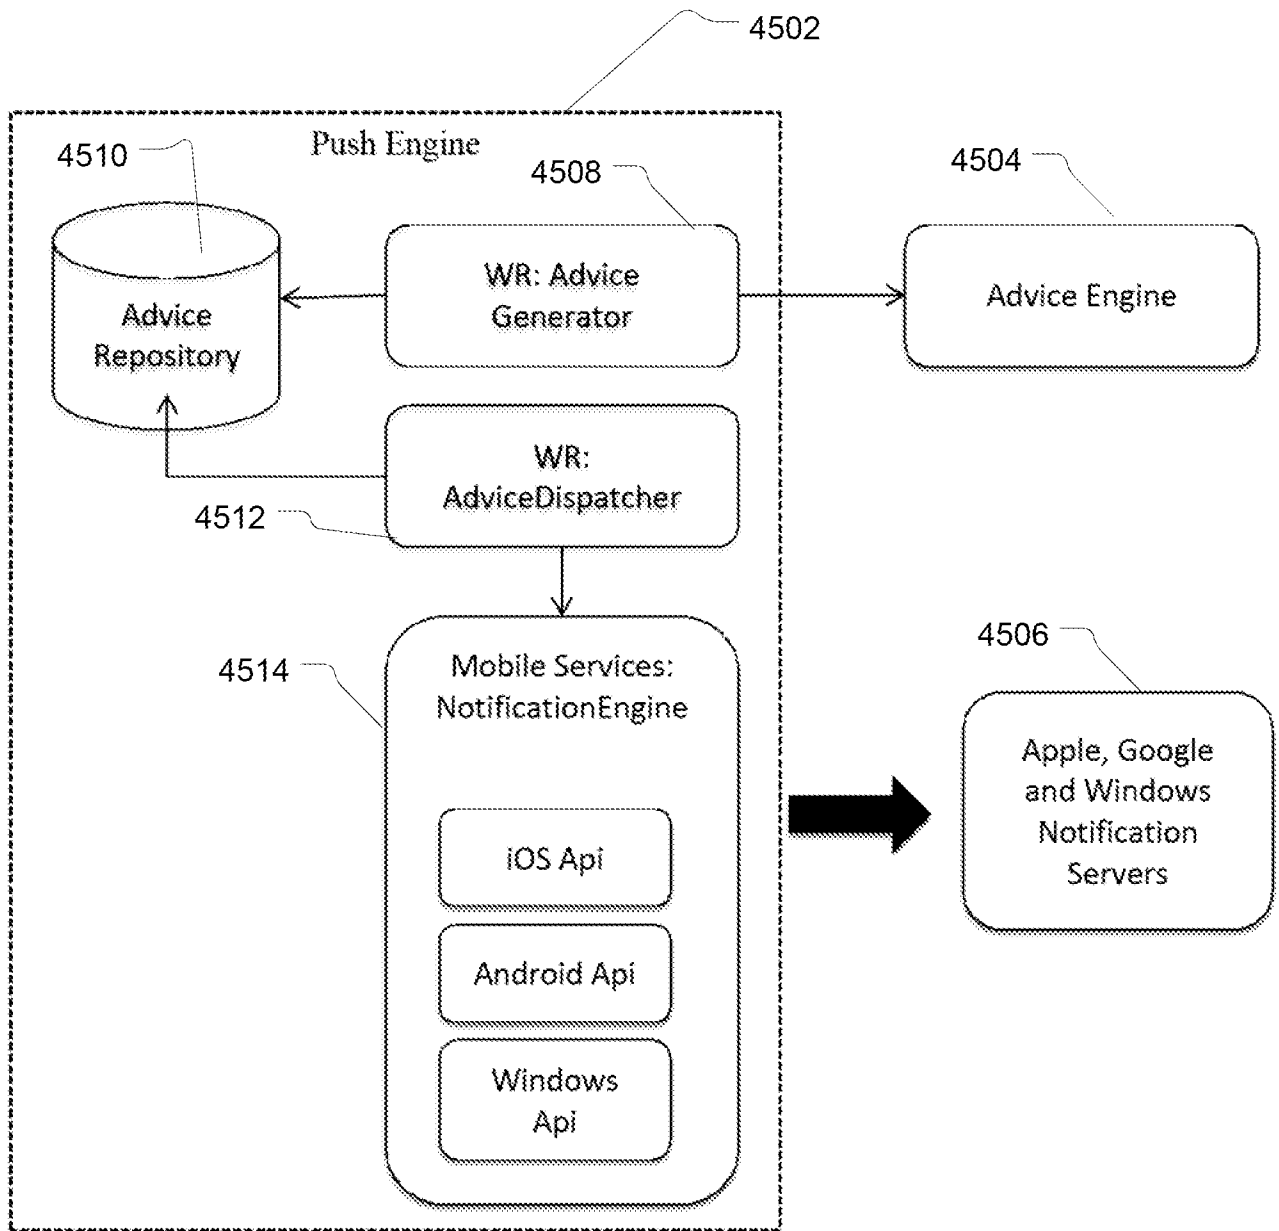 4502
Push Engine
4510
4508
4504
WR: Advice
Generator
Advice Engine
Advice
Repository
WR:
AdviceDispatcher
4512
4506
4514
Mobile Services:
NotificationEngine
Apple, Google
and Windows
Notification
Servers
iOS Api
Android Api
Windows
Api